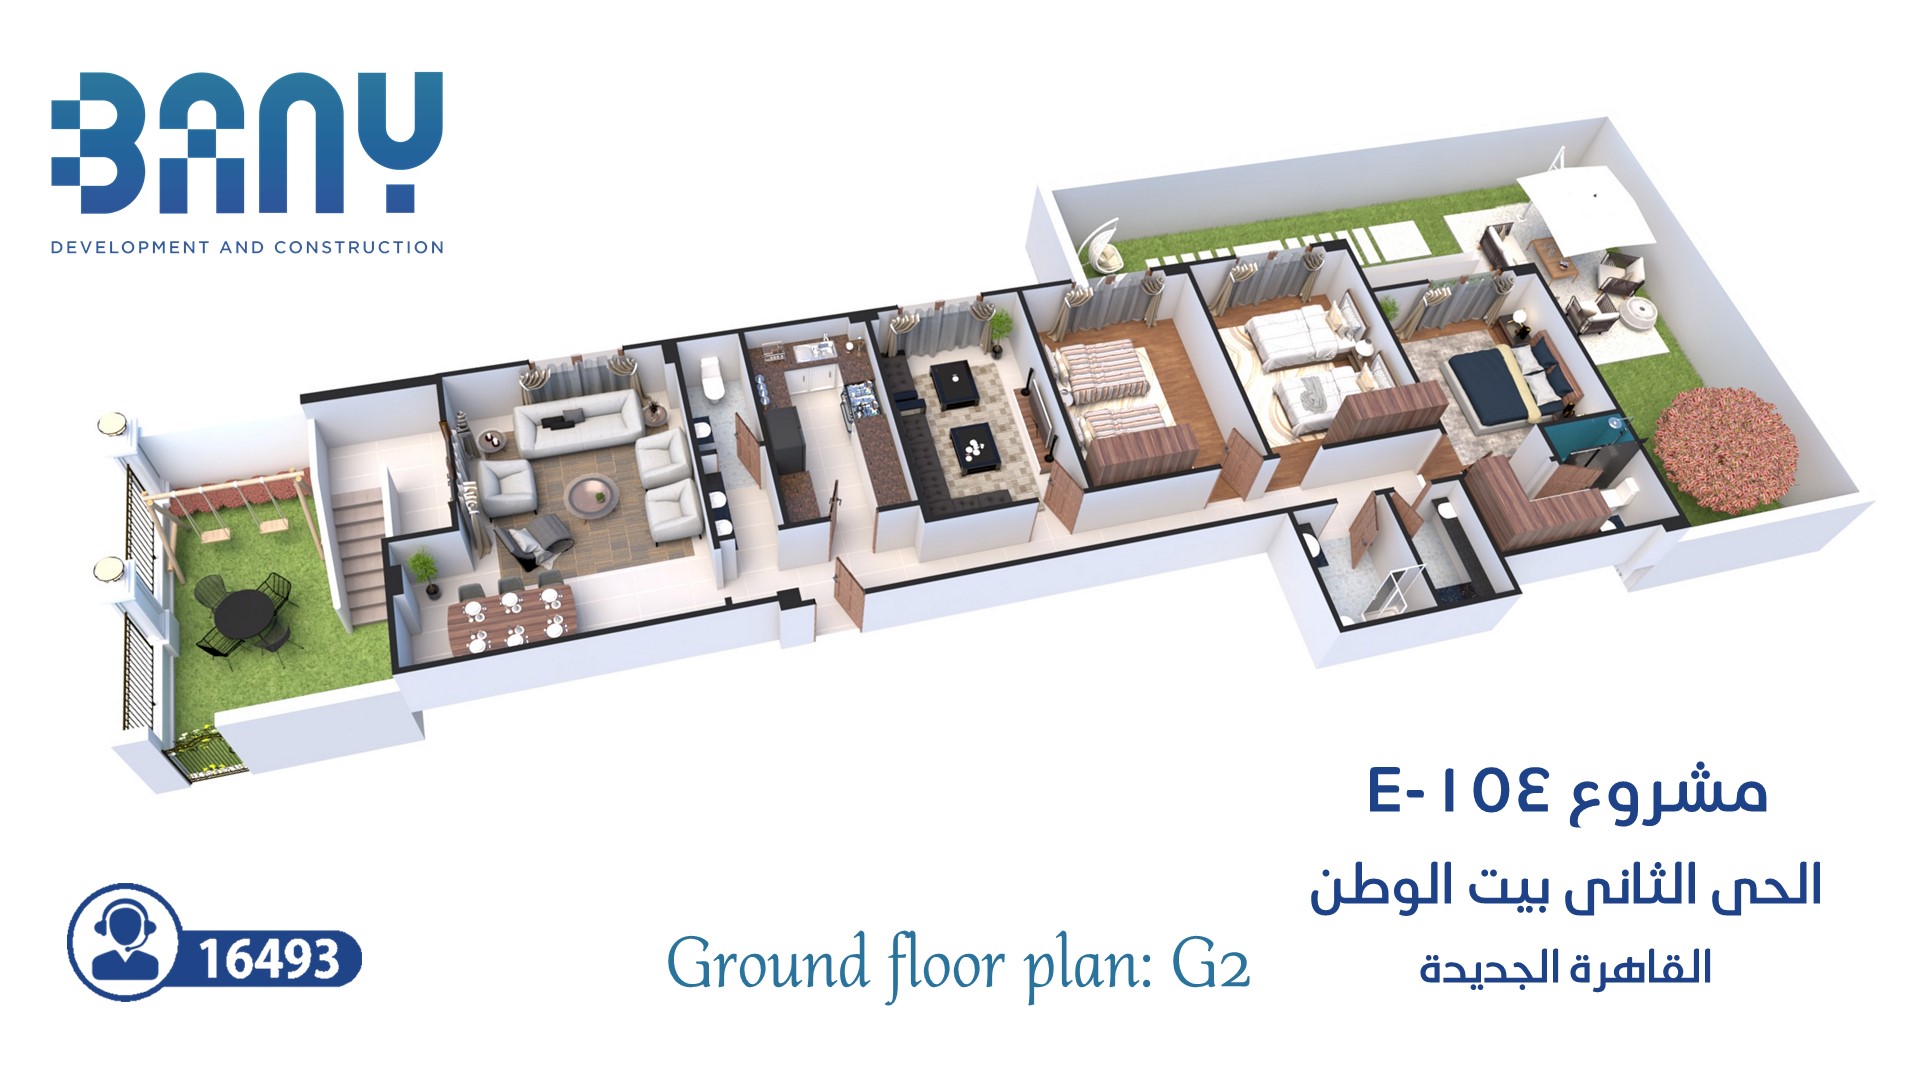 BANY
DEVELOPMENT AND CONSTRUCTION
مشروع E-١٥٤
الحى الثانى بيت الوطن
القاهرة الجديدة
Ground floor plan: G2
16493